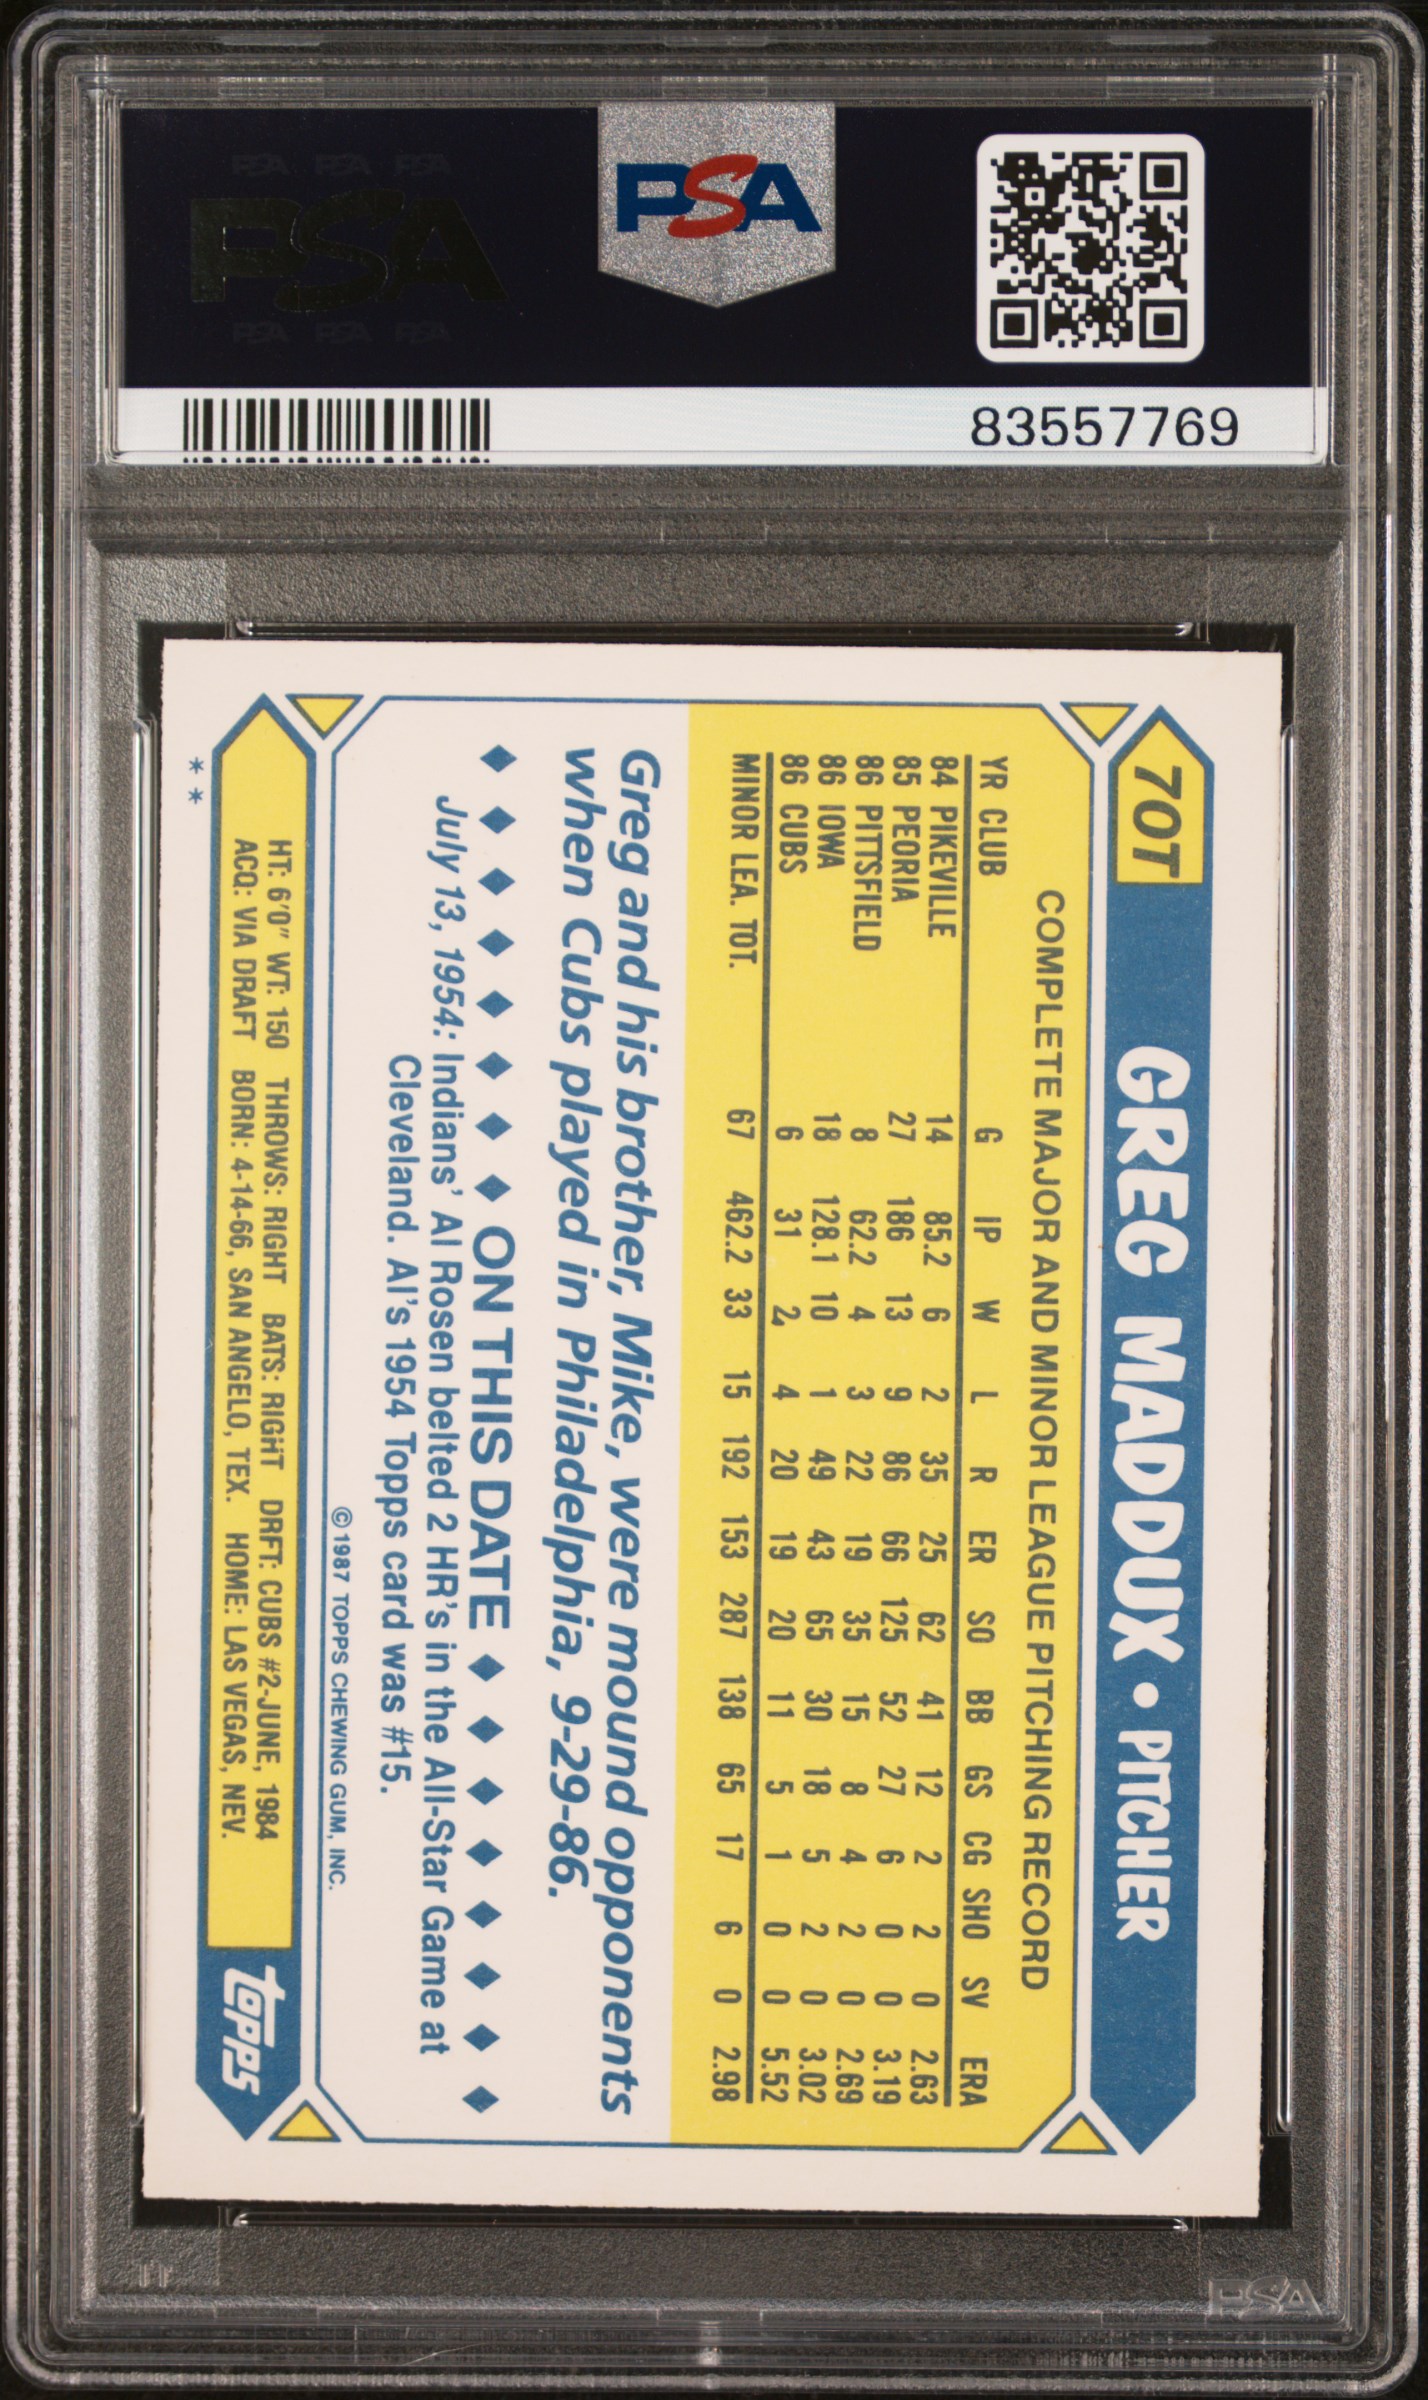 PSA PSA PSA
PSA
PSA PSA PSA
PSA
83557769
70T GREG MADDUX • PITCHER
COMPLETE MAJOR AND MINOR LEAGUE PITCHING RECORD
YR CLUB G IP W L R ER SO BB GS CG SHO SV ERA
84 PIKEVILLE 14 85.2 6 2 35 25 62 41 12 2 2 0 2.63
85 PEORIA 27 186 13 9 86 66 125 52 27 6 0 0 3.19
86 PITTSFIELD 8 62.2 4 3 22 19 35 15 8 4 2 0 2.69
86 IOWA 18 128.1 10 1 49 43 65 30 18 5 2 0 3.02
86 CUBS 6 31 2 4 20 19 20 11 5 1 0 0 5.52
MINOR LEA. TOT. 67 462.2 33 15 192 153 287 138 65 17 6 0 2.98
Greg and his brother, Mike, were mound opponents
when Cubs played in Philadelphia, 9-29-86.
ON THIS DATE
July 13, 1954: Indians' Al Rosen belted 2 HR's in the All-Star Game at
Cleveland. Al's 1954 Topps card was #15.
© 1987 TOPPS CHEWING GUM, INC.
HT: 6'0" WT: 150 THROWS: RIGHT BATS: RIGHT DRFT: CUBS #2-JUNE, 1984
ACQ: VIA DRAFT BORN: 4-14-66, SAN ANGELO, TEX. HOME: LAS VEGAS, NEV.
topps
* *
PSA